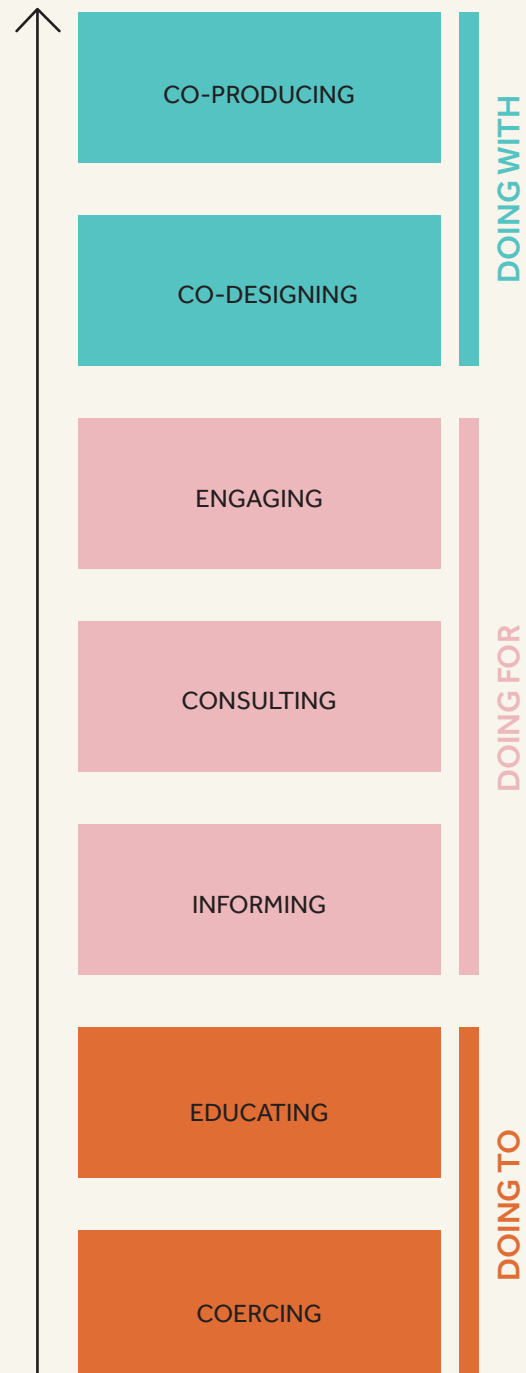 CO-PRODUCING
CO-DESIGNING
DOING WITH
ENGAGING
CONSULTING
INFORMING
DOING FOR
EDUCATING
COERCING
DOING TO